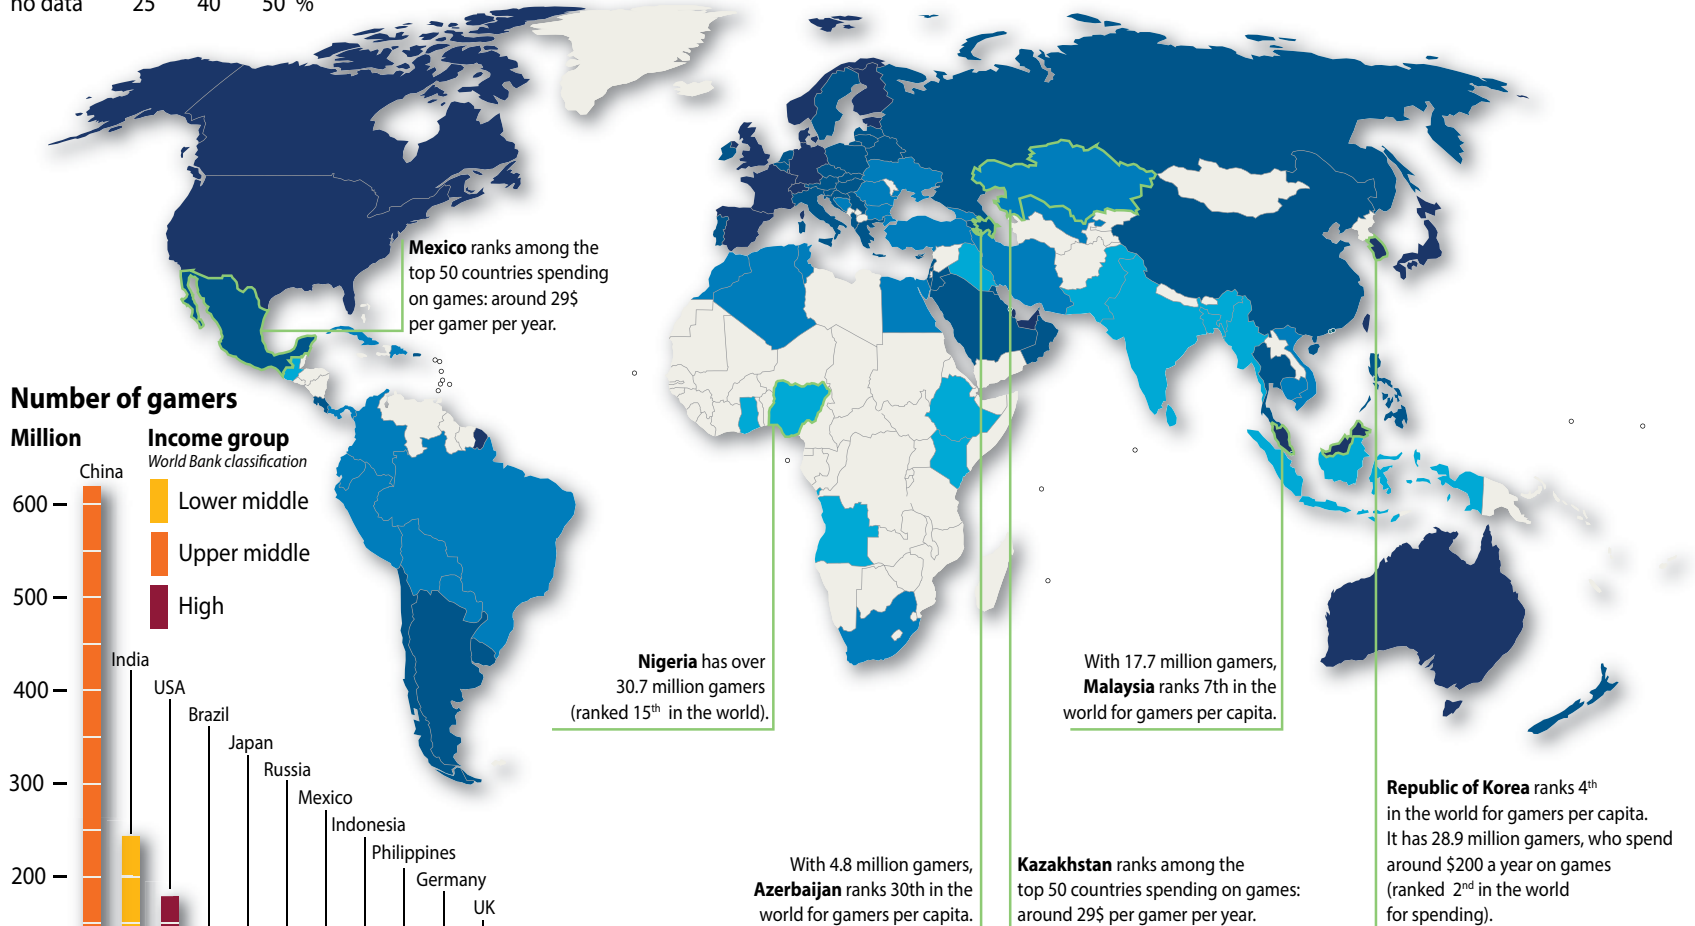 no data 25 40 50 %
Mexico ranks among the
top 50 countries spending
on games: around 29$
per gamer per year.
Number of gamers
Million
Income group
World Bank classification
Lower middle
Upper middle
High
600
500
400
300
200
China
India
USA
Brazil
Japan
Russia
Mexico
Indonesia
Philippines
Germany
UK
Nigeria has over
30.7 million gamers
(ranked 15th in the world).
With 17.7 million gamers,
Malaysia ranks 7th in the
world for gamers per capita.
With 4.8 million gamers,
Azerbaijan ranks 30th in the
world for gamers per capita.
Kazakhstan ranks among the
top 50 countries spending on games:
around 29$ per gamer per year.
Republic of Korea ranks 4th
in the world for gamers per capita.
It has 28.9 million gamers, who spend
around $200 a year on games
(ranked 2nd in the world
for spending).